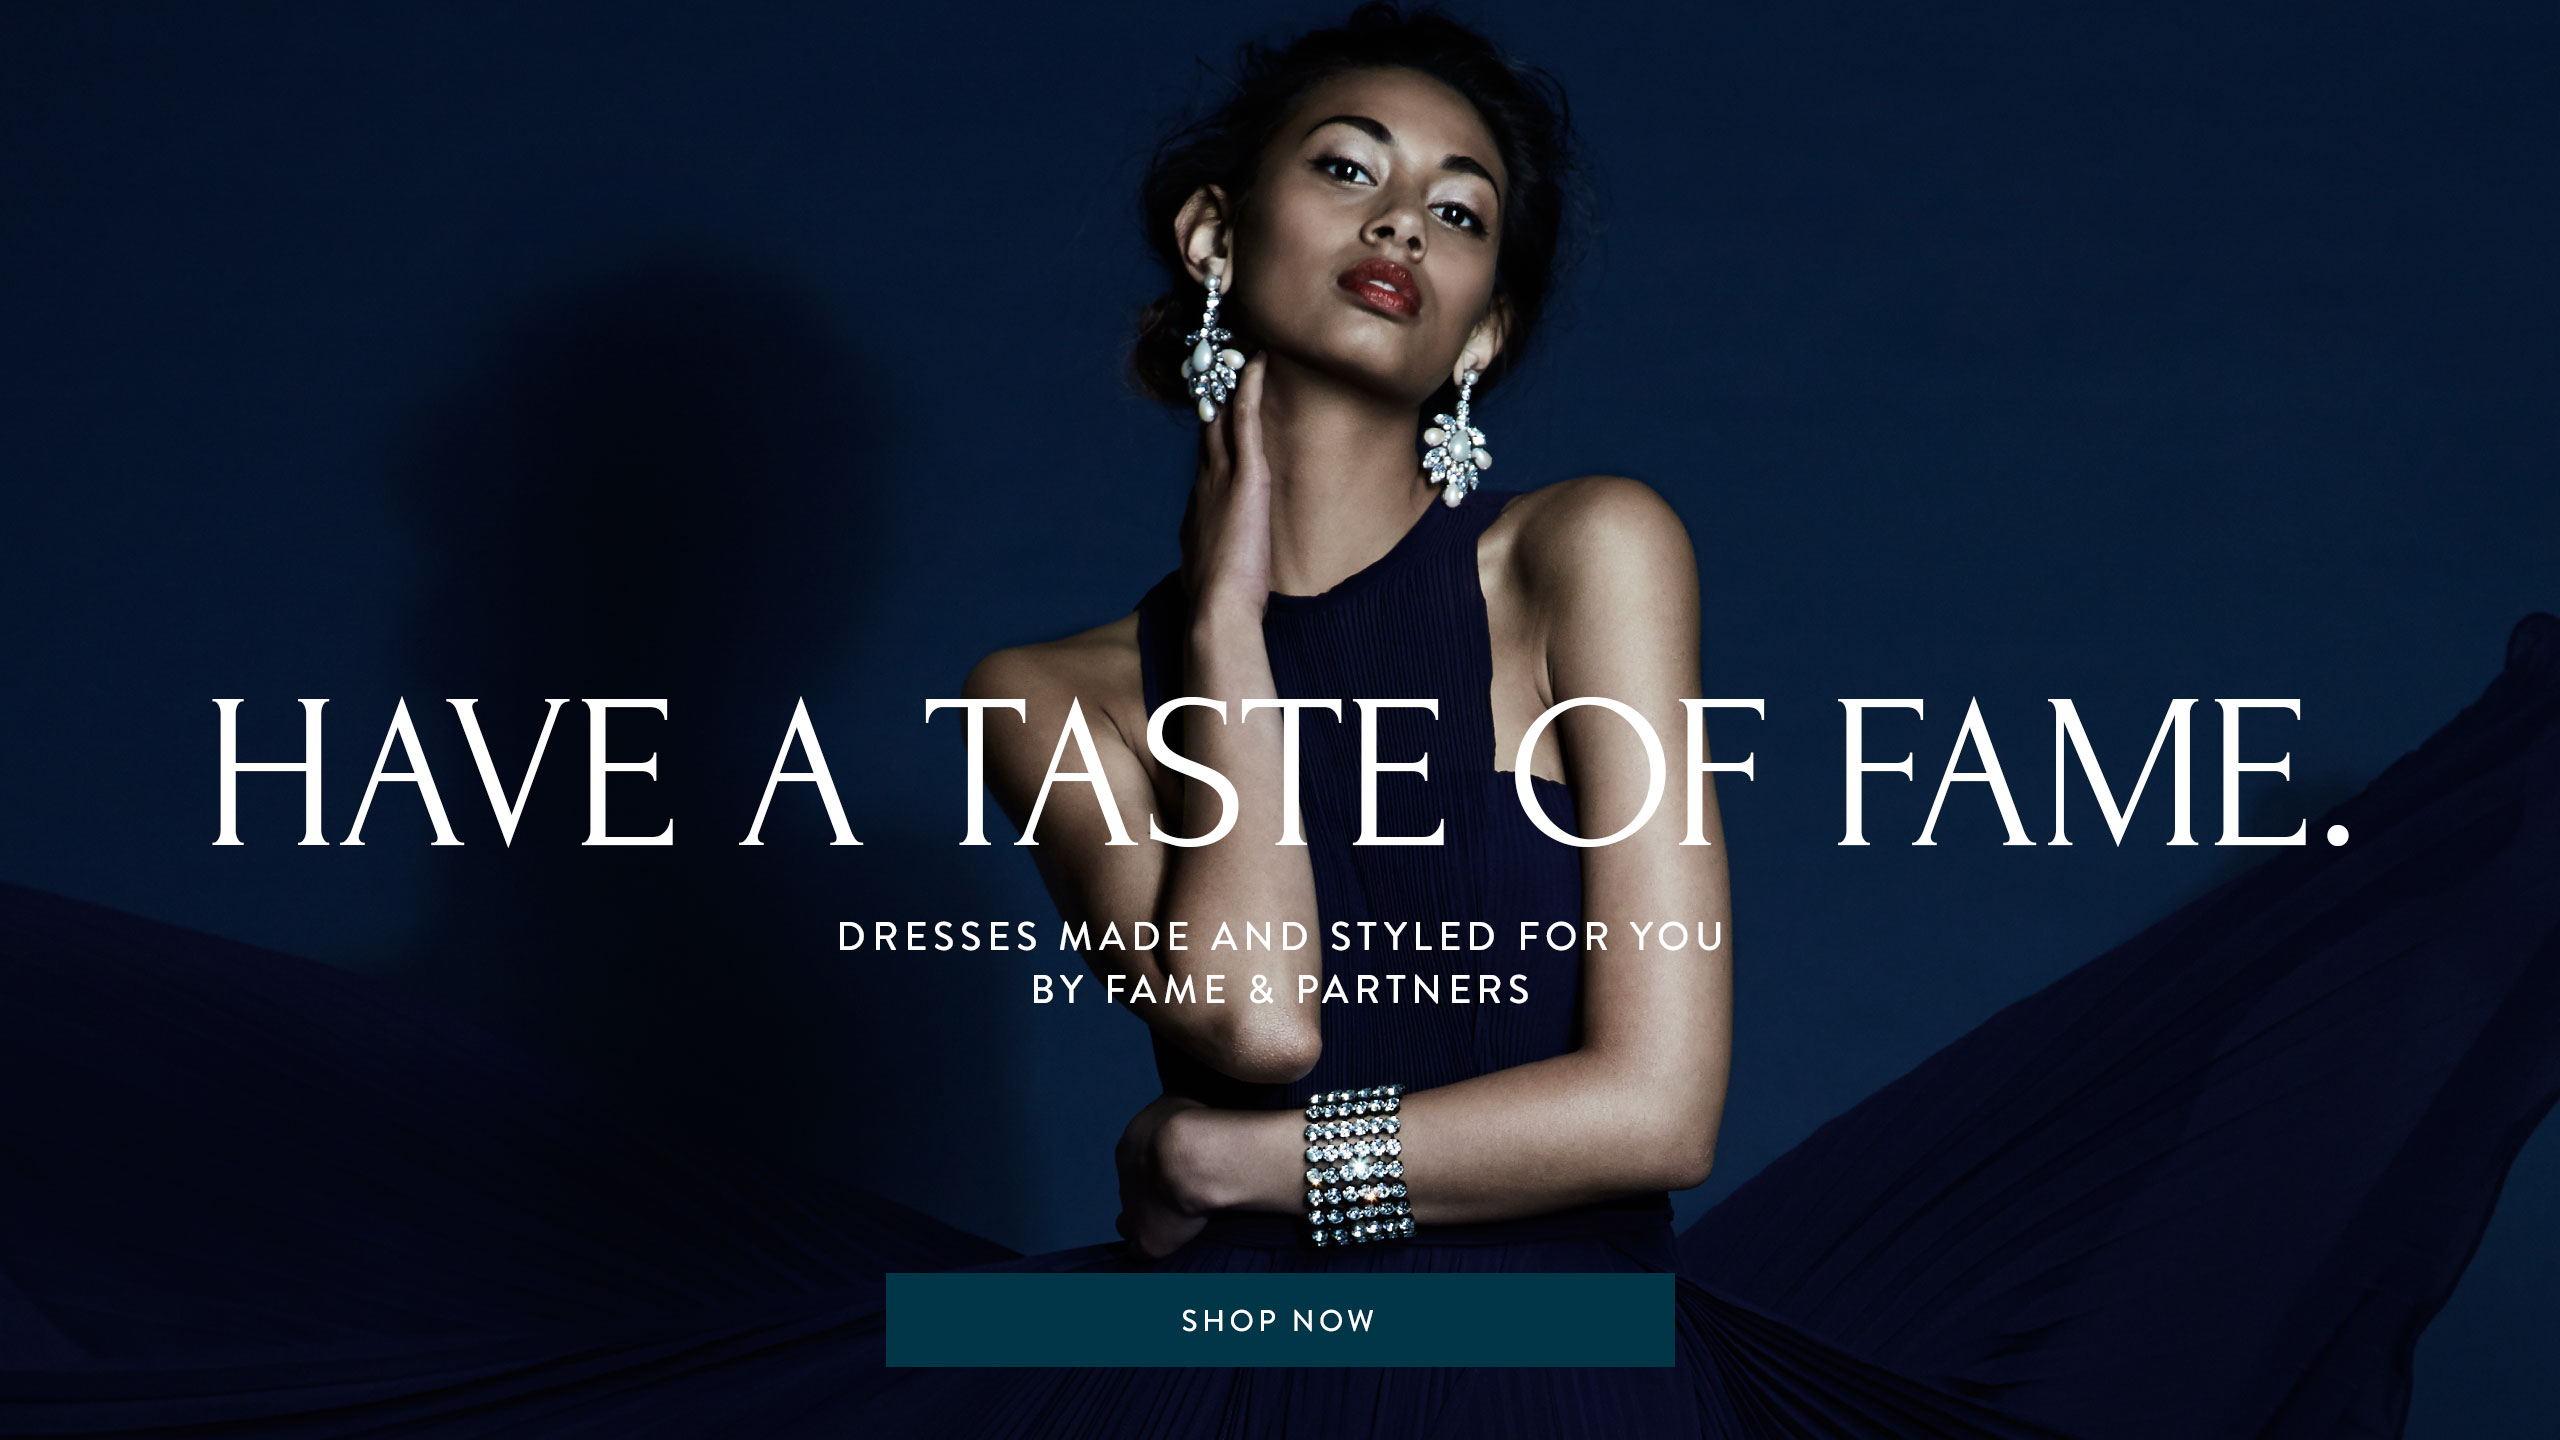 HAVE A TASTE OF FAME.
DRESSES MADE AND STYLED FOR YOU
BY FAME & PARTNERS
SHOP NOW